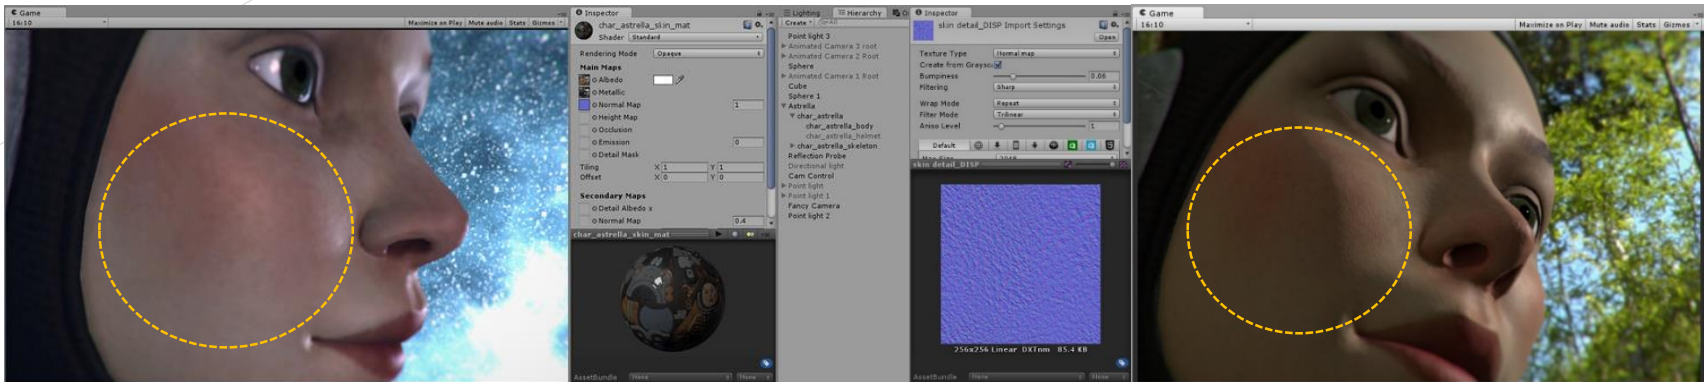 Game
16:10
Maximize on Play Mute audio Stats Gizmos
Inspector
char_astrella_skin_mat
Shader Standard
Rendering Mode Opaque
Main Maps
Albedo
Metallic
Normal Map 1
Height Map
Occlusion
Emission 0
Detail Mask
Tiling X 1 Y 1
Offset X 0 Y 0
Secondary Maps
Detail Albedo x
Normal Map 0.4
char_astrella_skin_mat
AssetBundle None None
Lighting Hierarchy
Create All
Point light 3
Animated Camera 3 root
Animated Camera 2 Root
Sphere
Animated Camera 1 Root
Cube
Sphere 1
Astrella
char_astrella
char_astrella_body
char_astrella_helmet
char_astrella_skeleton
Reflection Probe
Directional light
Cam Control
Point light
Point light 1
Fancy Camera
Point light 2
Inspector
skin detail_DISP Import Settings
Open
Texture Type Normal map
Create from Graysca
Bumpiness 0.06
Filtering Sharp
Wrap Mode Repeat
Filter Mode Trilinear
Aniso Level 1
Default
skin detail_DISP
256x256 Linear DXTnm 85.4 KB
AssetBundle None None
Game
16:10
Maximize on Play Mute audio Stats Gizmos